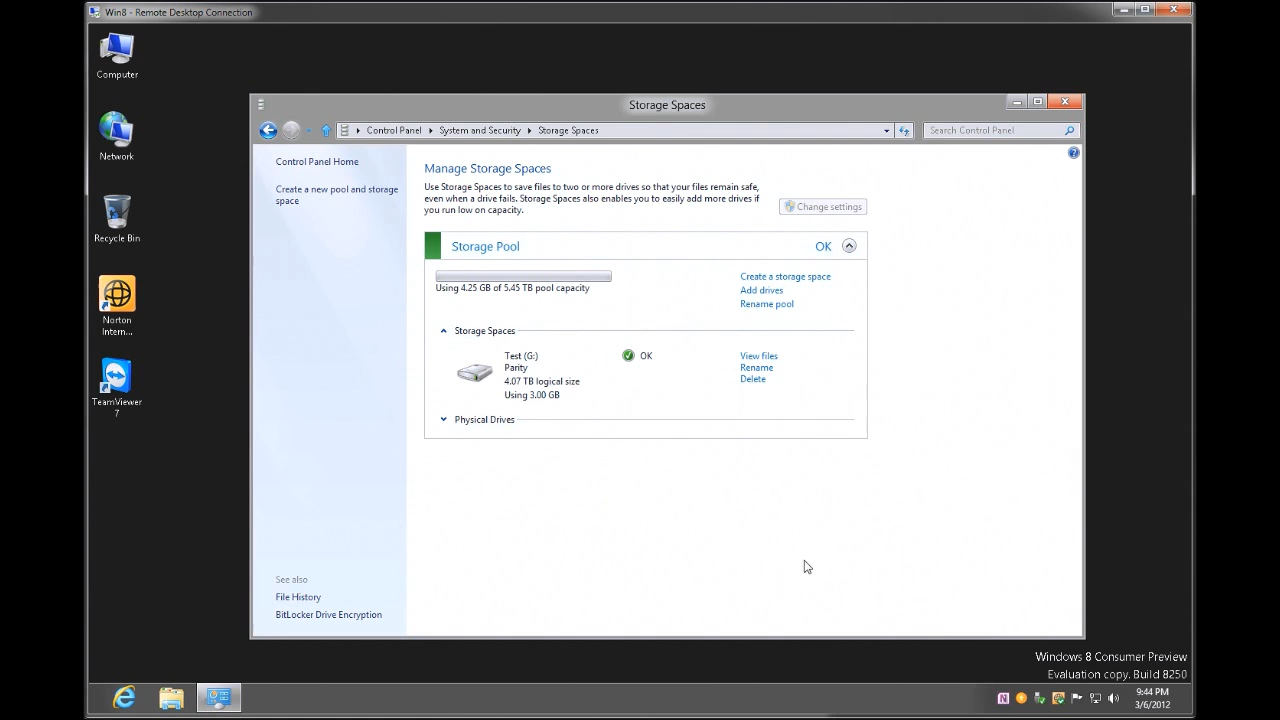 Win8 - Remote Desktop Connection
Computer
Network
Recycle Bin
Norton
Intern...
TeamViewer
7
Storage Spaces
Control Panel
System and Security
Storage Spaces
Search Control Panel
Control Panel Home
Create a new pool and storage
space
See also
File History
BitLocker Drive Encryption
Manage Storage Spaces
Use Storage Spaces to save files to two or more drives so that your files remain safe,
even when a drive fails. Storage Spaces also enables you to easily add more drives if
you run low on capacity.
Change settings
Storage Pool
OK
Using 4.25 GB of 5.45 TB pool capacity
Create a storage space
Add drives
Rename pool
Storage Spaces
Test (G:)
Parity
4.07 TB logical size
Using 3.00 GB
OK
View files
Rename
Delete
Physical Drives
Windows 8 Consumer Preview
Evaluation copy. Build 8250
9:44 PM
3/6/2012